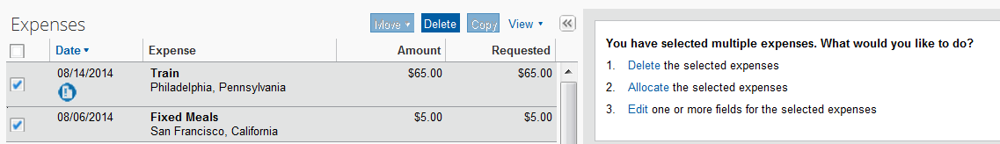 Expenses
Move ▾ Delete Copy View ▾
Date ▾ Expense Amount Requested
08/14/2014 Train $65.00 $65.00
Philadelphia, Pennsylvania
08/06/2014 Fixed Meals $5.00 $5.00
San Francisco, California
You have selected multiple expenses. What would you like to do?
1. Delete the selected expenses
2. Allocate the selected expenses
3. Edit one or more fields for the selected expenses